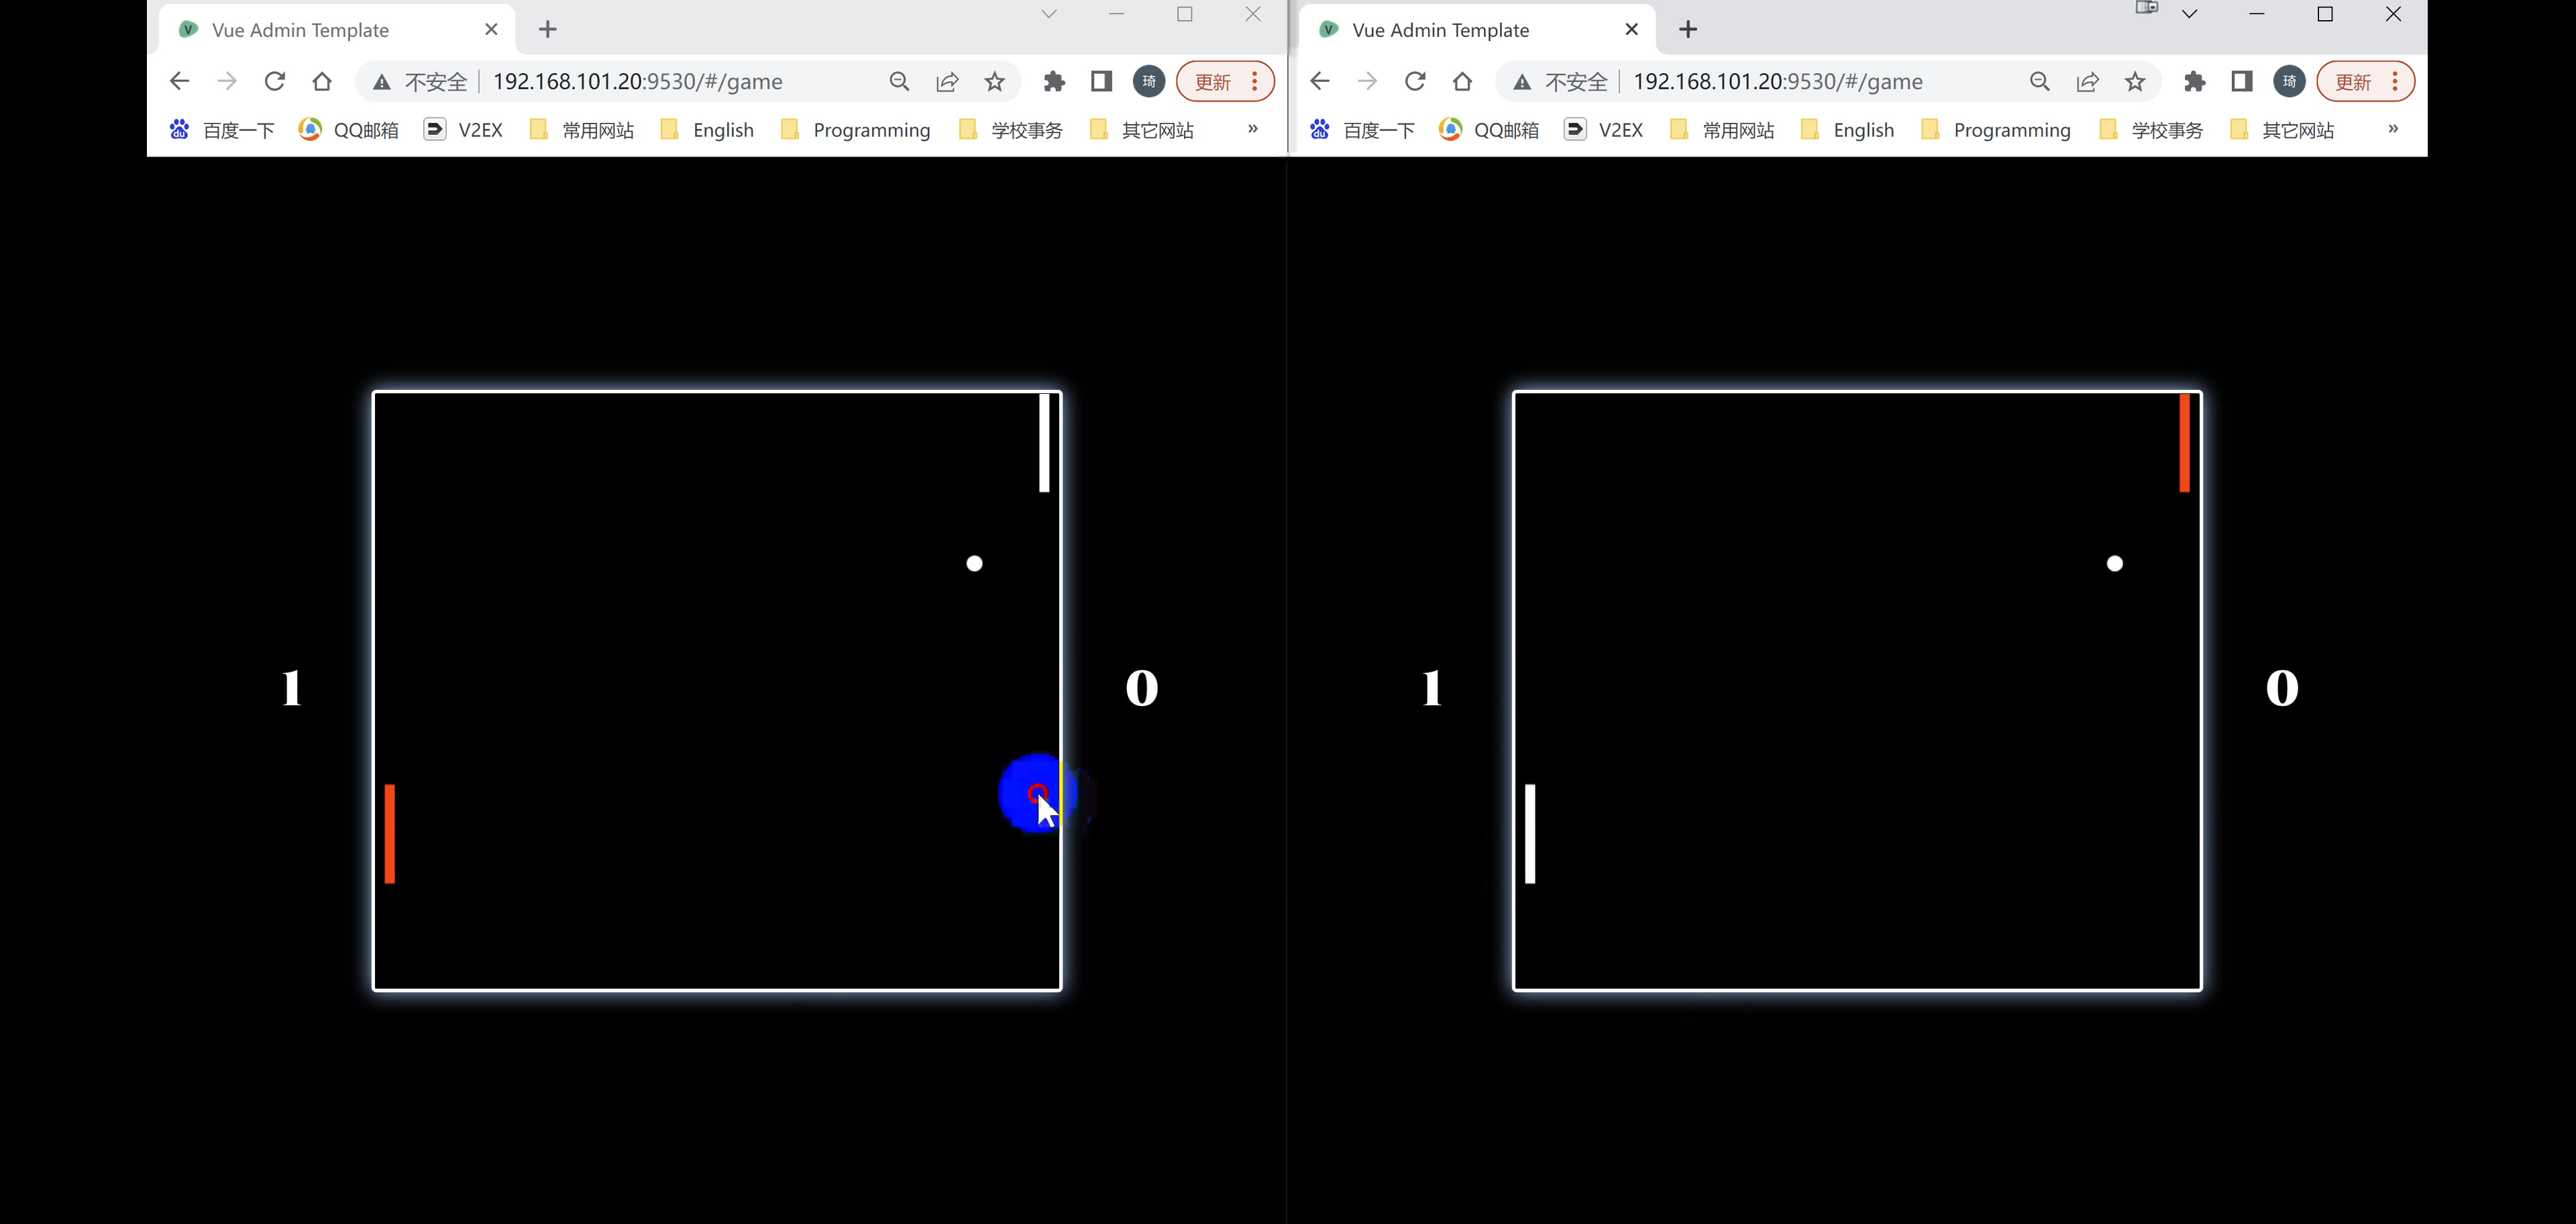 Vue Admin Template
不安全 192.168.101.20:9530/#/game 琦 更新
百度一下 QQ邮箱 V2EX 常用网站 English Programming 学校事务 其它网站 »
1 0
Vue Admin Template
不安全 192.168.101.20:9530/#/game 琦 更新
百度一下 QQ邮箱 V2EX 常用网站 English Programming 学校事务 其它网站 »
1 0